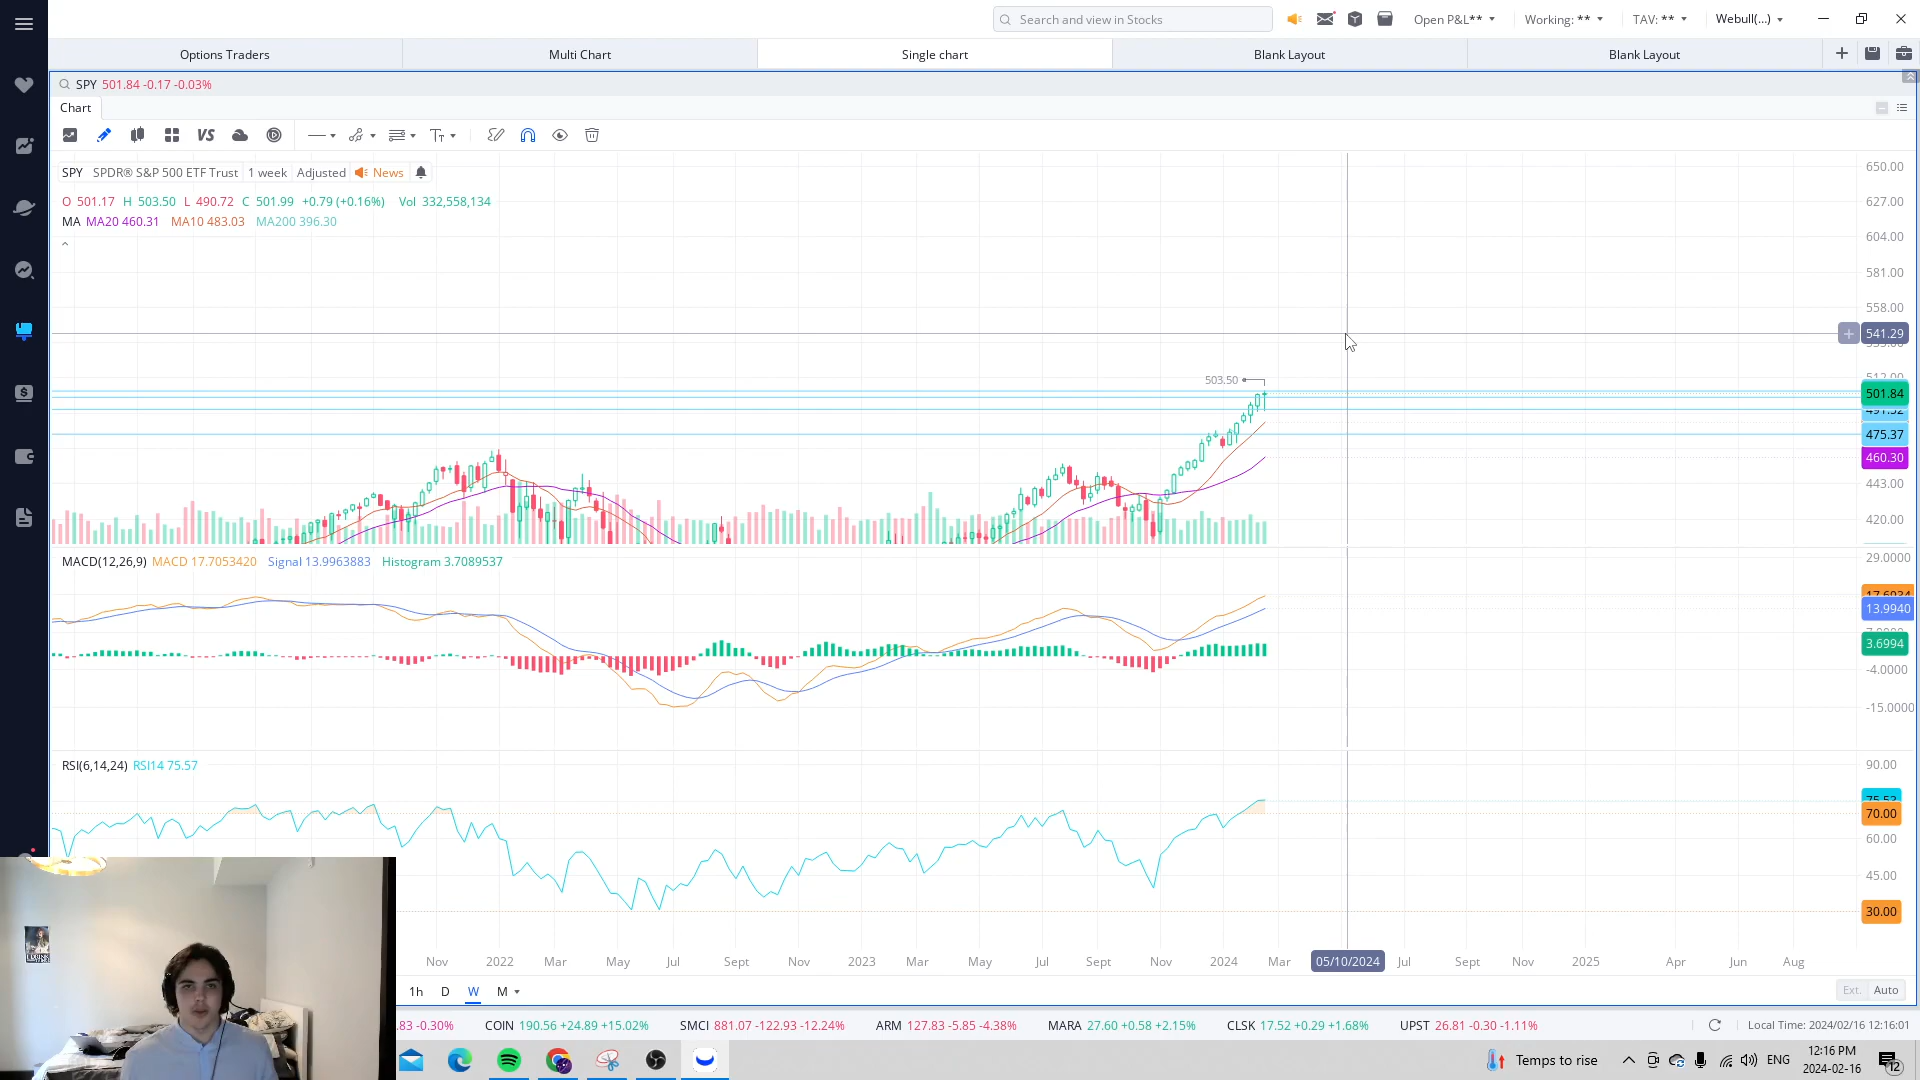 Search and view in Stocks
Open P&L**
Working: **
TAV: **
Webull(...)
Options Traders
Multi Chart
Single chart
Blank Layout
Blank Layout
SPY 501.84 -0.17 -0.03%
Chart
VS
SPY SPDR® S&P 500 ETF Trust 1 week Adjusted News
O 501.17 H 503.50 L 490.72 C 501.99 +0.79 (+0.16%) Vol 332,558,134
MA MA20 460.31 MA10 483.03 MA200 396.30
650.00
627.00
604.00
581.00
558.00
541.29
503.50
501.84
475.37
460.30
443.00
420.00
MACD(12,26,9) MACD 17.7053420 Signal 13.9963883 Histogram 3.7089537
29.0000
13.9940
3.6994
-4.0000
-15.0000
RSI(6,14,24) RSI14 75.57
90.00
70.00
60.00
45.00
30.00
Nov 2022 Mar May Jul Sept Nov 2023 Mar May Jul Sept Nov 2024 Mar 05/10/2024 Jul Sept Nov 2025 Apr Jun Aug
1h D W M
Ext. Auto
.83 -0.30% COIN 190.56 +24.89 +15.02% SMCI 881.07 -122.93 -12.24% ARM 127.83 -5.85 -4.38% MARA 27.60 +0.58 +2.15% CLSK 17.52 +0.29 +1.68% UPST 26.81 -0.30 -1.11%
Local Time: 2024/02/16 12:16:01
Temps to rise
ENG
12:16 PM
2024-02-16
12